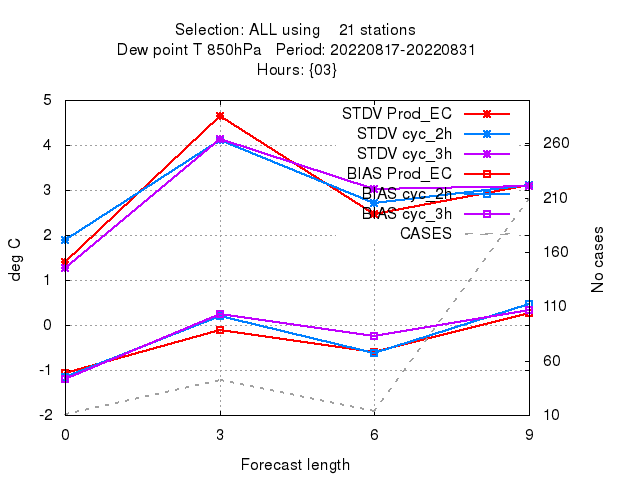 Selection: ALL using 21 stations
Dew point T 850hPa Period: 20220817-20220831
Hours: {03}
5
4
3
2
1
0
-1
-2
deg C
STDV Prod_EC
STDV cyc_2h
STDV cyc_3h
BIAS Prod_EC
BIAS cyc_2h
BIAS cyc_3h
CASES
260
210
160
110
60
10
No cases
0 3 6 9
Forecast length